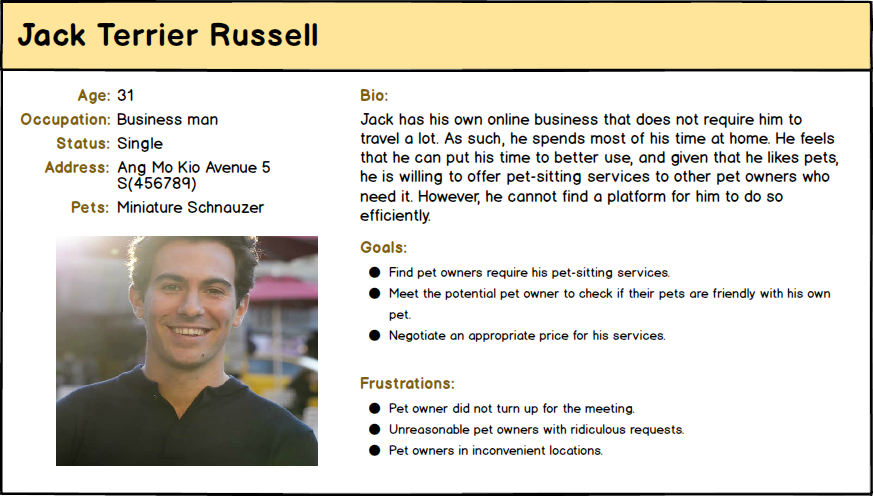 Jack Terrier Russell
Age: 31
Occupation: Business man
Status: Single
Address: Ang Mo Kio Avenue 5
S(456789)
Pets: Miniature Schnauzer
Bio:
Jack has his own online business that does not require him to
travel a lot. As such, he spends most of his time at home. He feels
that he can put his time to better use, and given that he likes pets,
he is willing to offer pet-sitting services to other pet owners who
need it. However, he cannot find a platform for him to do so
efficiently.
Goals:
● Find pet owners require his pet-sitting services.
● Meet the potential pet owner to check if their pets are friendly with his own
pet.
● Negotiate an appropriate price for his services.
Frustrations:
● Pet owner did not turn up for the meeting.
● Unreasonable pet owners with ridiculous requests.
● Pet owners in inconvenient locations.